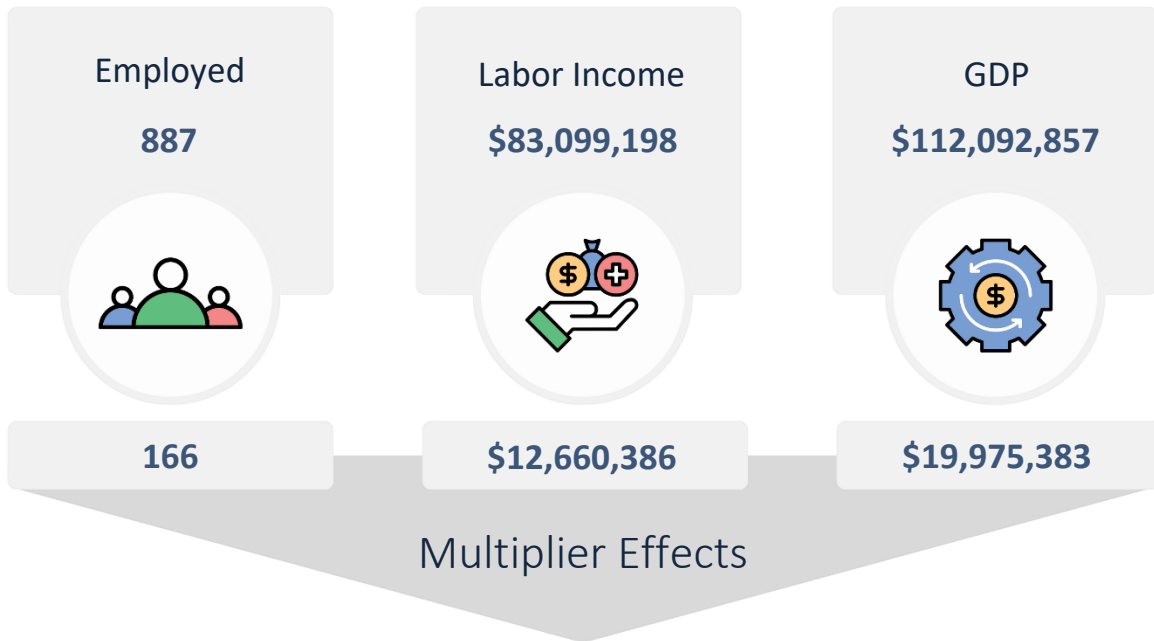 Employed
887
Labor Income
$83,099,198
GDP
$112,092,857
$
$
166
$12,660,386
$19,975,383
Multiplier Effects